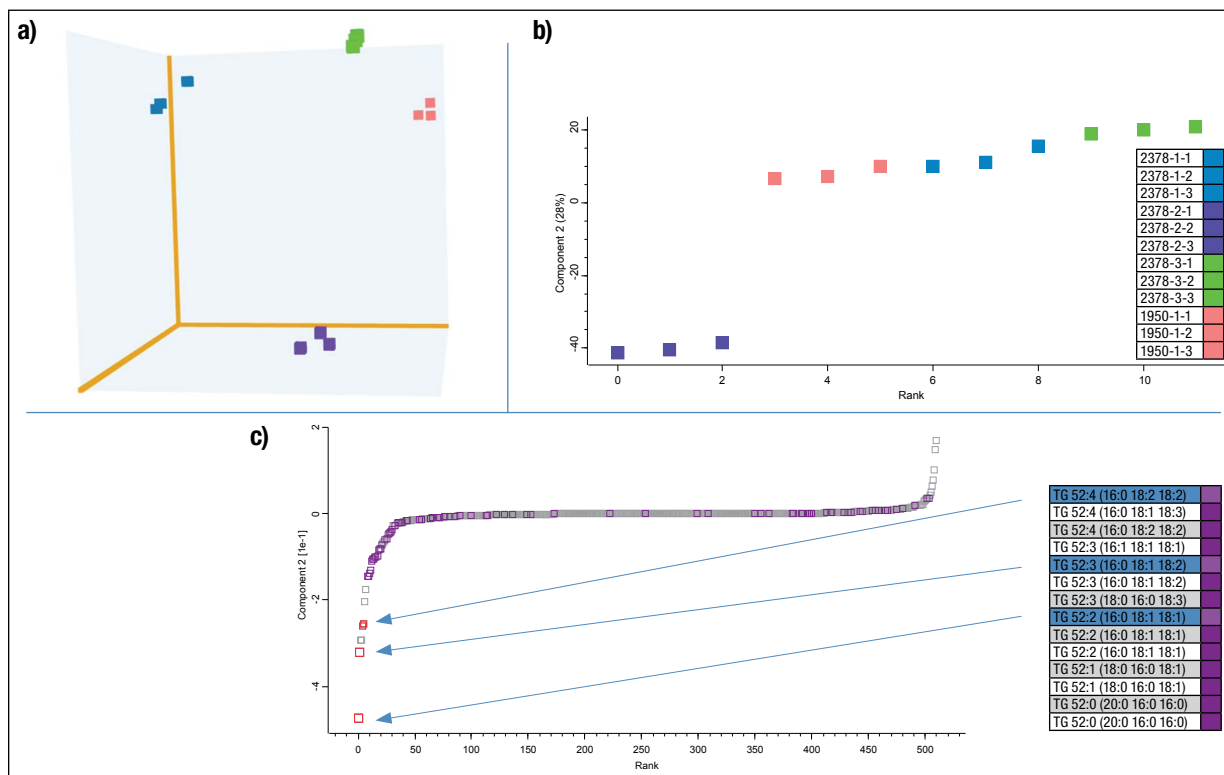 a)
b)
20
0
-20
-40
Component 2 (28%)
0
2
4
6
8
10
Rank
2378-1-1
2378-1-2
2378-1-3
2378-2-1
2378-2-2
2378-2-3
2378-3-1
2378-3-2
2378-3-3
1950-1-1
1950-1-2
1950-1-3
c)
2
0
-2
-4
Component 2 [1e-1]
0
50
100
150
200
250
300
350
400
450
500
Rank
TG 52:4 (16:0 18:2 18:2)
TG 52:4 (16:0 18:1 18:3)
TG 52:4 (16:0 18:2 18:2)
TG 52:3 (16:1 18:1 18:1)
TG 52:3 (16:0 18:1 18:2)
TG 52:3 (16:0 18:1 18:2)
TG 52:3 (18:0 16:0 18:3)
TG 52:2 (16:0 18:1 18:1)
TG 52:2 (16:0 18:1 18:1)
TG 52:2 (16:0 18:1 18:1)
TG 52:1 (18:0 16:0 18:1)
TG 52:1 (18:0 16:0 18:1)
TG 52:0 (20:0 16:0 16:0)
TG 52:0 (20:0 16:0 16:0)